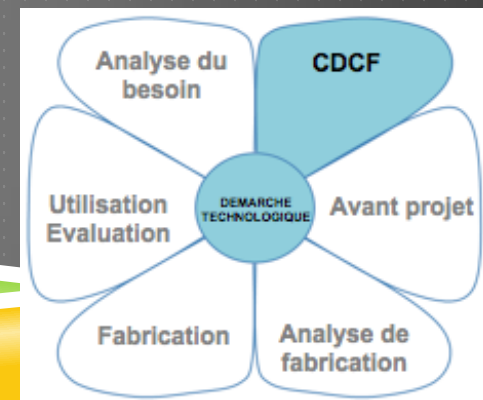 Analyse du
besoin
CDCF
Utilisation
Evaluation
DEMARCHE
TECHNOLOGIQUE
Avant projet
Fabrication
Analyse de
fabrication